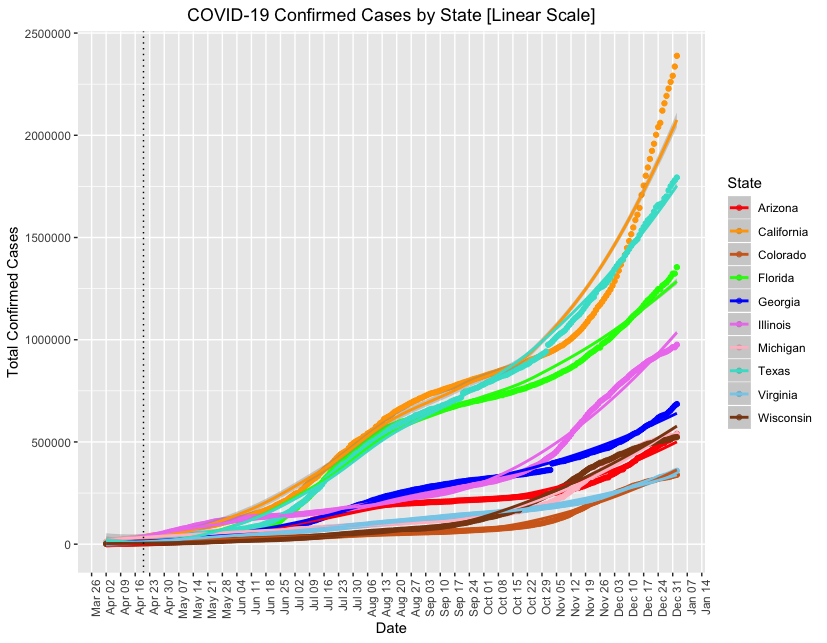 COVID-19 Confirmed Cases by State [Linear Scale]
Total Confirmed Cases
2500000
2000000
1500000
1000000
500000
0
Mar 26
Apr 02
Apr 09
Apr 16
Apr 23
Apr 30
May 07
May 14
May 21
May 28
Jun 04
Jun 11
Jun 18
Jun 25
Jul 02
Jul 09
Jul 16
Jul 23
Jul 30
Aug 06
Aug 13
Aug 20
Aug 27
Sep 03
Sep 10
Sep 17
Sep 24
Oct 01
Oct 08
Oct 15
Oct 22
Oct 29
Nov 05
Nov 12
Nov 19
Nov 26
Dec 03
Dec 10
Dec 17
Dec 24
Dec 31
Jan 07
Jan 14
Date
State
Arizona
California
Colorado
Florida
Georgia
Illinois
Michigan
Texas
Virginia
Wisconsin